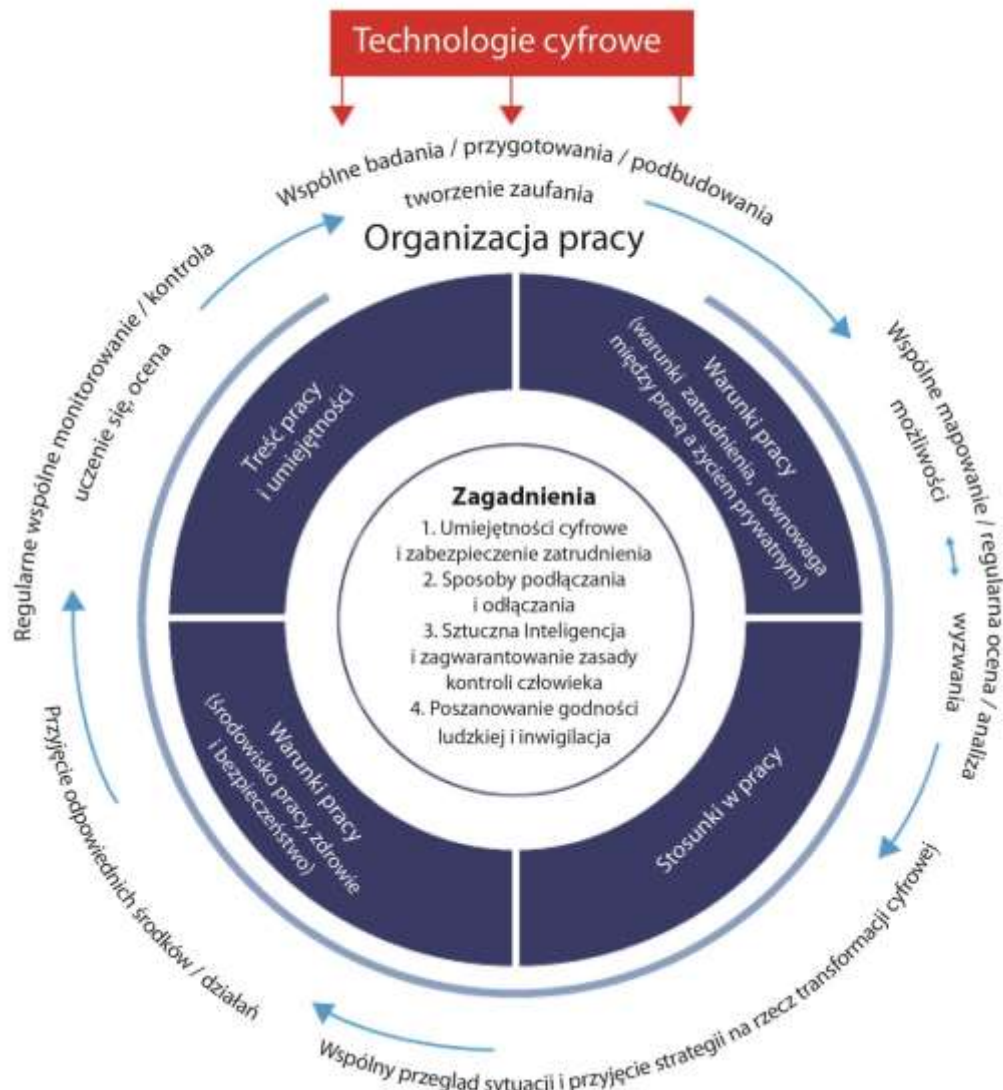 Technologie cyfrowe
Wspólne badania / przygotowania / podbudowania
tworzenie zaufania
Organizacja pracy
Wspólne mapowanie / regularna ocena / analiza
możliwości
wyzwania
Wspólny przegląd sytuacji i przyjęcie strategii na rzecz transformacji cyfrowej
Przyjęcie odpowiednich środków / działań
Regularne wspólne monitorowanie / kontrola
uczenie się, ocena
Treść pracy
i umiejętności
Warunki pracy
(warunki zatrudnienia, równowaga
między pracą a życiem prywatnym)
Stosunki w pracy
Warunki pracy
(środowisko pracy, zdrowie
i bezpieczeństwo)
Zagadnienia
1. Umiejętności cyfrowe
i zabezpieczenie zatrudnienia
2. Sposoby podłączania
i odłączania
3. Sztuczna Inteligencja
i zagwarantowanie zasady
kontroli człowieka
4. Poszanowanie godności
ludzkiej i inwigilacja